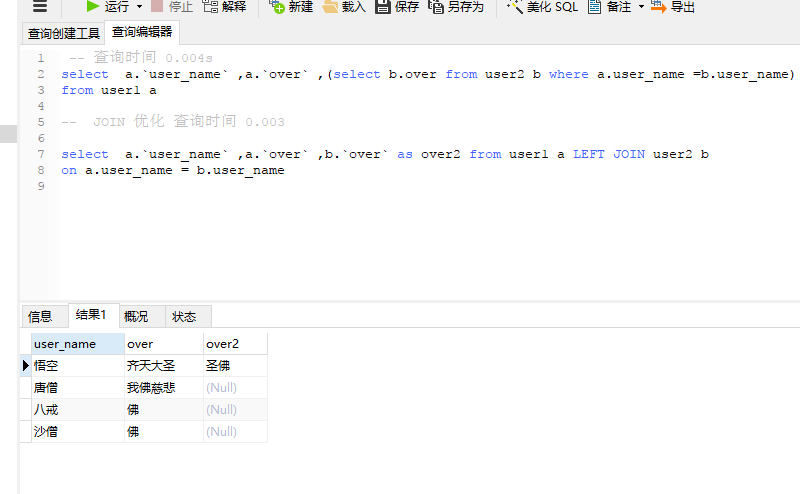 运行 停止 解释 新建 载入 保存 另存为 美化 SQL 备注 导出
查询创建工具 查询编辑器
1 -- 查询时间 0.004s
2 select  a.`user_name` ,a.`over` ,(select b.over from user2 b where a.user_name =b.user_name)
3 from user1 a
4
5 --  JOIN 优化 查询时间 0.003
6
7 select  a.`user_name` ,a.`over` ,b.`over` as over2 from user1 a LEFT JOIN user2 b
8 on a.user_name = b.user_name
9
信息 结果1 概况 状态
user_name over over2
悟空 齐天大圣 圣佛
唐僧 我佛慈悲 (Null)
八戒 佛 (Null)
沙僧 佛 (Null)